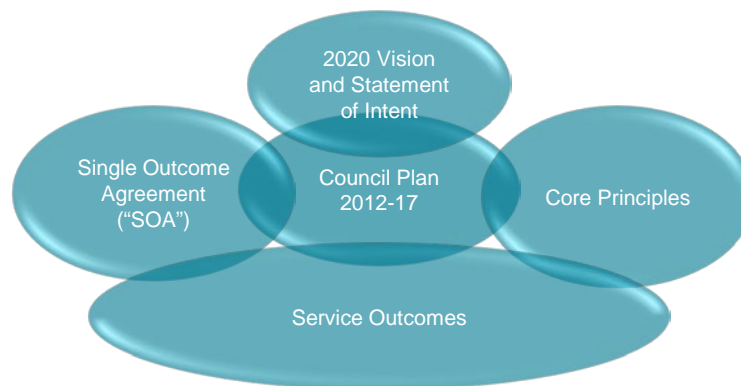 2020 Vision
and Statement
of Intent
Single Outcome
Agreement
(“SOA”)
Council Plan
2012-17
Core Principles
Service Outcomes